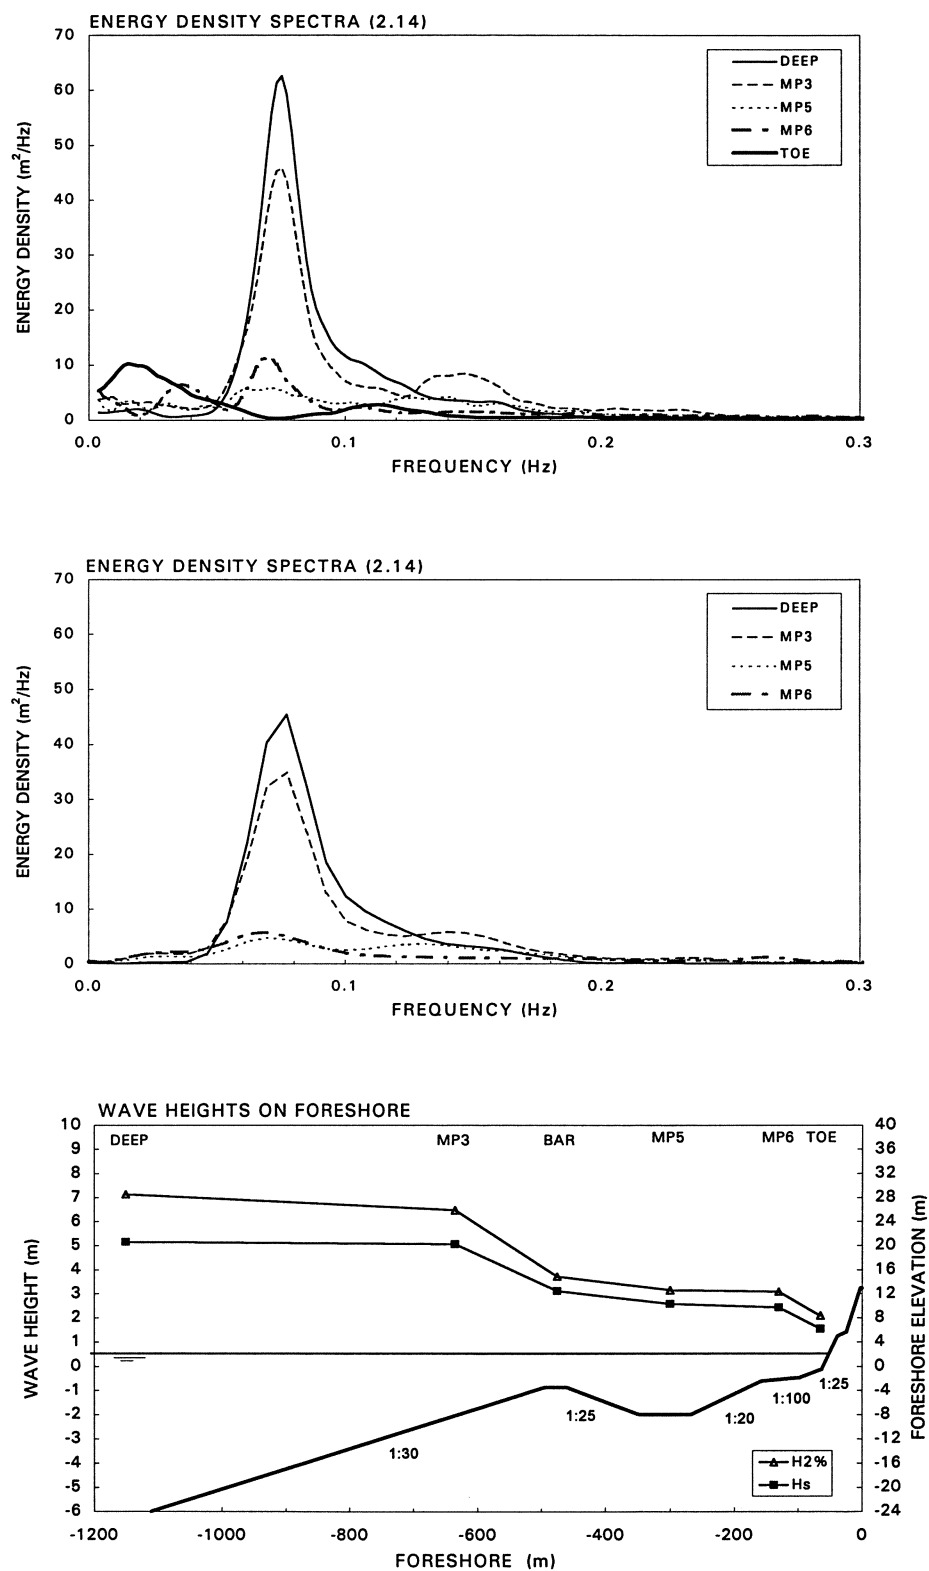 ENERGY DENSITY SPECTRA (2.14)
70
60
50
40
30
20
10
0
ENERGY DENSITY (m²/Hz)
DEEP
MP3
MP5
MP6
TOE
0.0 0.1 0.2 0.3
FREQUENCY (Hz)
ENERGY DENSITY SPECTRA (2.14)
70
60
50
40
30
20
10
0
ENERGY DENSITY (m²/Hz)
DEEP
MP3
MP5
MP6
0.0 0.1 0.2 0.3
FREQUENCY (Hz)
WAVE HEIGHTS ON FORESHORE
DEEP MP3 BAR MP5 MP6 TOE
10 40
9 36
8 32
7 28
6 24
5 20
4 16
3 12
2 8
1 4
0 0
-1 -4
-2 -8
-3 -12
-4 -16
-5 -20
-6 -24
WAVE HEIGHT (m)
FORESHORE ELEVATION (m)
1:30
1:25
1:20
1:100
1:25
H2%
Hs
-1200 -1000 -800 -600 -400 -200 0
FORESHORE (m)